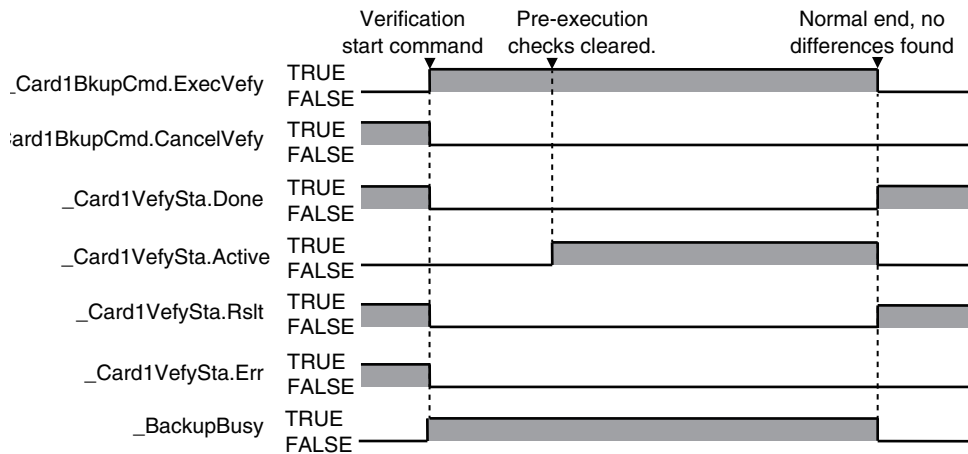 Verification
start command
Pre-execution
checks cleared.
Normal end, no
differences found
_Card1BkupCmd.ExecVefy
TRUE
FALSE
Card1BkupCmd.CancelVefy
TRUE
FALSE
_Card1VefySta.Done
TRUE
FALSE
_Card1VefySta.Active
TRUE
FALSE
_Card1VefySta.Rslt
TRUE
FALSE
_Card1VefySta.Err
TRUE
FALSE
_BackupBusy
TRUE
FALSE